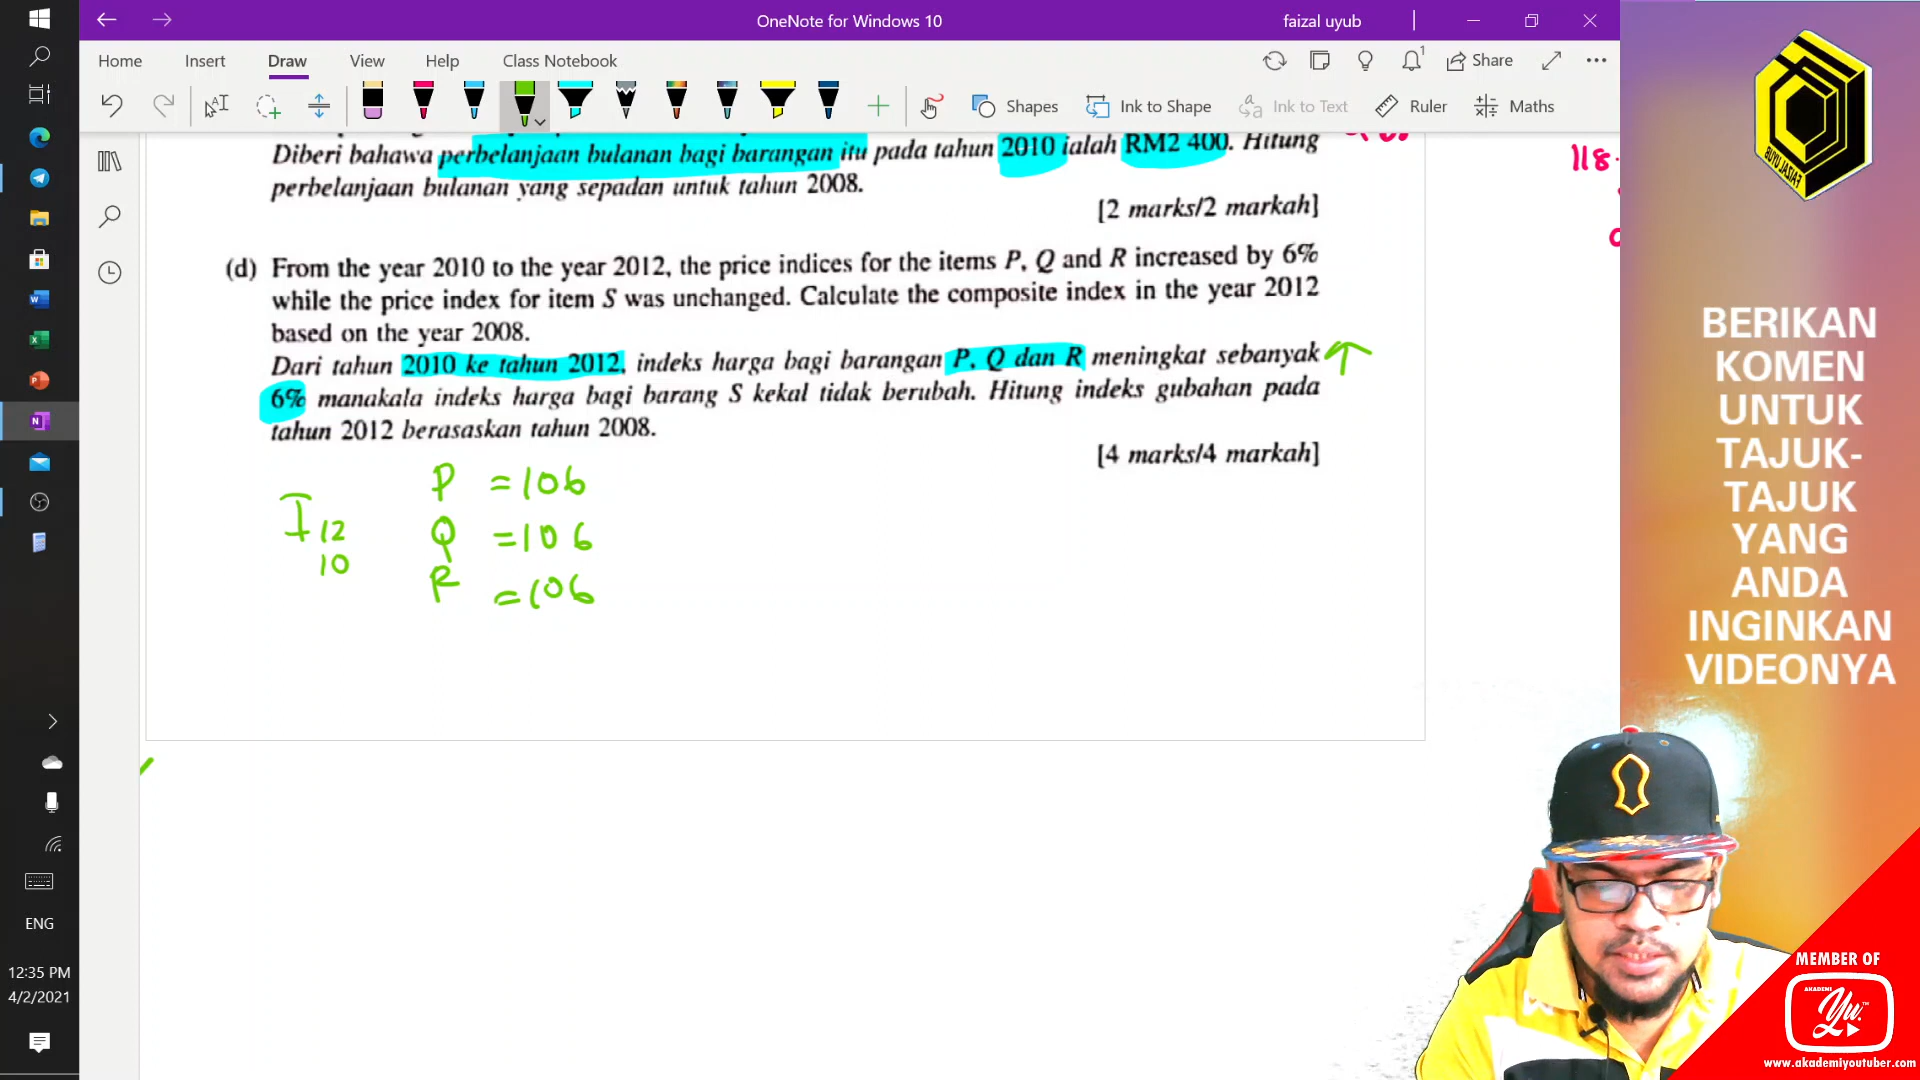 OneNote for Windows 10
faizal uyub
Home Insert Draw View Help Class Notebook
1
Share
Shapes Ink to Shape Ink to Text Ruler Maths
Diberi bahawa perbelanjaan bulanan bagi barangan itu pada tahun 2010 ialah RM2 400. Hitung
perbelanjaan bulanan yang sepadan untuk tahun 2008.
[2 marks/2 markah]
118
(d) From the year 2010 to the year 2012, the price indices for the items P, Q and R increased by 6%
while the price index for item S was unchanged. Calculate the composite index in the year 2012
based on the year 2008.
Dari tahun 2010 ke tahun 2012, indeks harga bagi barangan P, Q dan R meningkat sebanyak
6% manakala indeks harga bagi barang S kekal tidak berubah. Hitung indeks gubahan pada
tahun 2012 berasaskan tahun 2008.
[4 marks/4 markah]
I 12
10
P = 106
Q = 106
R = 106
FAIZAL UYUB
BERIKAN
KOMEN
UNTUK
TAJUK-
TAJUK
YANG
ANDA
INGINKAN
VIDEONYA
MEMBER OF
AKADEMI
Yu.
TM
www.akademiyoutuber.com
ENG
12:35 PM
4/2/2021